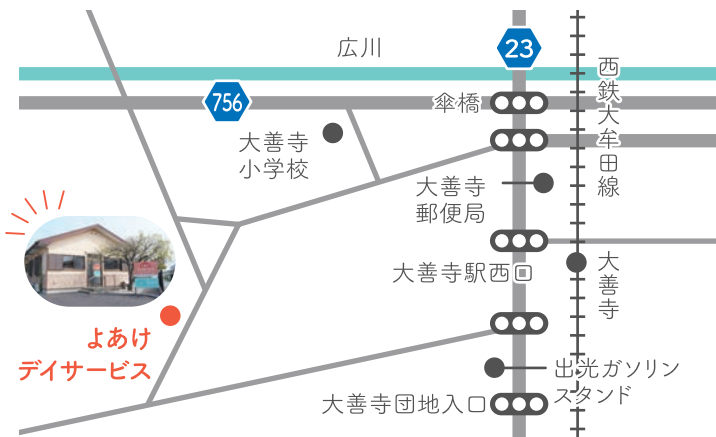 広川
23
756
傘橋
西鉄大牟田線
大善寺
小学校
大善寺
郵便局
大善寺駅西口
大善寺
よあけ
デイサービス
出光ガソリン
スタンド
大善寺団地入口